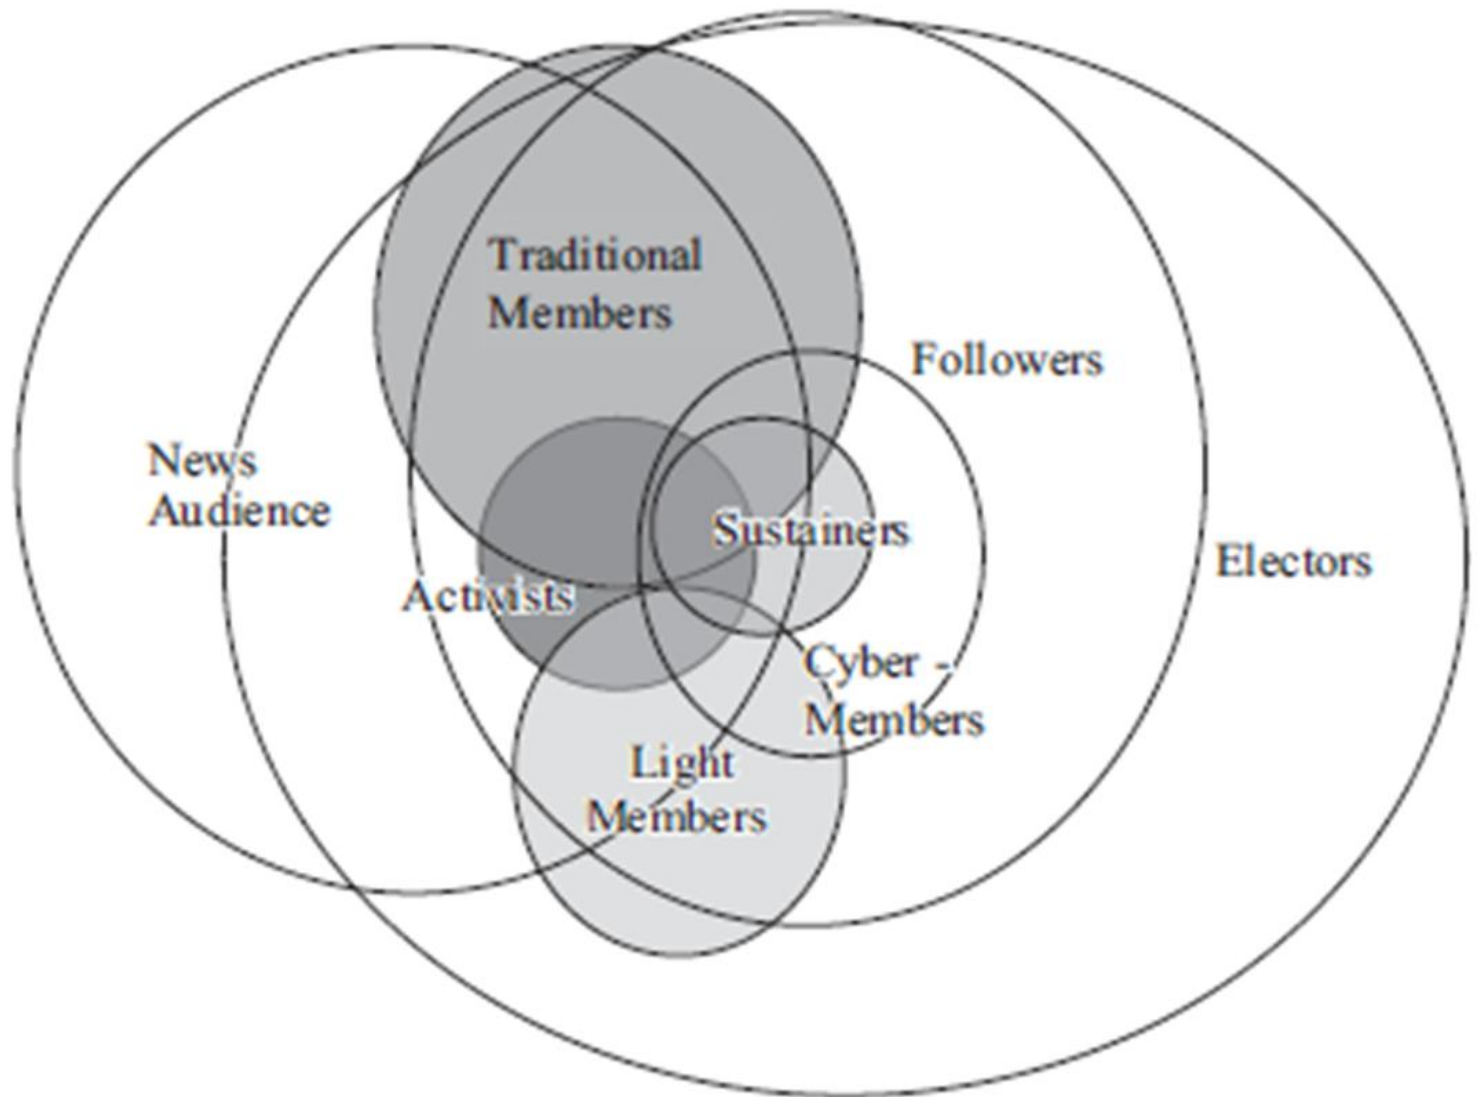 Traditional
Members
Followers
News
Audience
Sustainers
Electors
Activists
Cyber -
Members
Light
Members